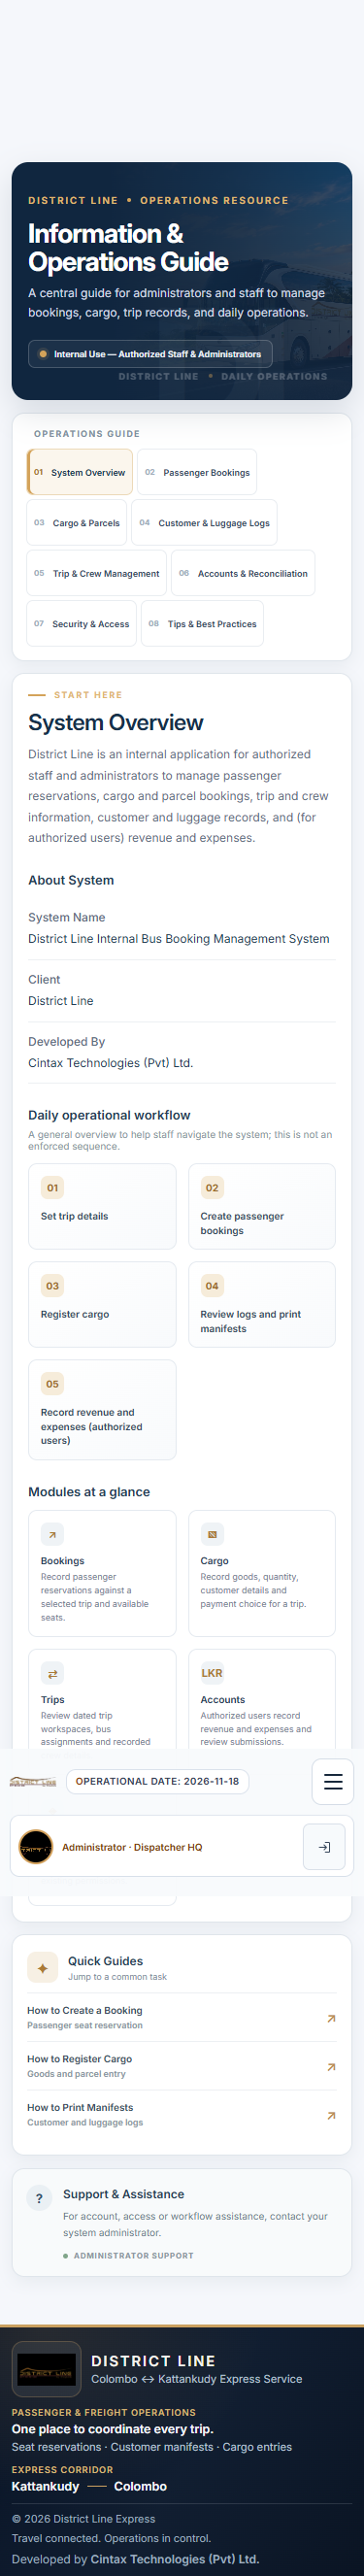 DISTRICT LINE • OPERATIONS RESOURCE
Information &
Operations Guide
A central guide for administrators and staff to manage
bookings, cargo, trip records, and daily operations.
Internal Use — Authorized Staff & Administrators
DISTRICT LINE • DAILY OPERATIONS
OPERATIONS GUIDE
01 System Overview
02 Passenger Bookings
03 Cargo & Parcels
04 Customer & Luggage Logs
05 Trip & Crew Management
06 Accounts & Reconciliation
07 Security & Access
08 Tips & Best Practices
START HERE
System Overview
District Line is an internal application for authorized
staff and administrators to manage passenger
reservations, cargo and parcel bookings, trip and crew
information, customer and luggage records, and (for
authorized users) revenue and expenses.
About System
System Name
District Line Internal Bus Booking Management System
Client
District Line
Developed By
Cintax Technologies (Pvt) Ltd.
Daily operational workflow
A general overview to help staff navigate the system; this is not an
enforced sequence.
01
Set trip details
02
Create passenger
bookings
03
Register cargo
04
Review logs and print
manifests
05
Record revenue and
expenses (authorized
users)
Modules at a glance
Bookings
Record passenger
reservations against a
selected trip and available
seats.
Cargo
Record goods, quantity,
customer details and
payment choice for a trip.
Trips
Review dated trip
workspaces, bus
assignments and recorded
LKR
Accounts
Authorized users record
revenue and expenses and
review submissions.
DISTRICT LINE
OPERATIONAL DATE: 2026-11-18
Administrator · Dispatcher HQ
Quick Guides
Jump to a common task
How to Create a Booking
Passenger seat reservation
How to Register Cargo
Goods and parcel entry
How to Print Manifests
Customer and luggage logs
?
Support & Assistance
For account, access or workflow assistance, contact your
system administrator.
ADMINISTRATOR SUPPORT
DISTRICT LINE
DISTRICT LINE
Colombo ↔ Kattankudy Express Service
PASSENGER & FREIGHT OPERATIONS
One place to coordinate every trip.
Seat reservations · Customer manifests · Cargo entries
EXPRESS CORRIDOR
Kattankudy — Colombo
© 2026 District Line Express
Travel connected. Operations in control.
Developed by Cintax Technologies (Pvt) Ltd.